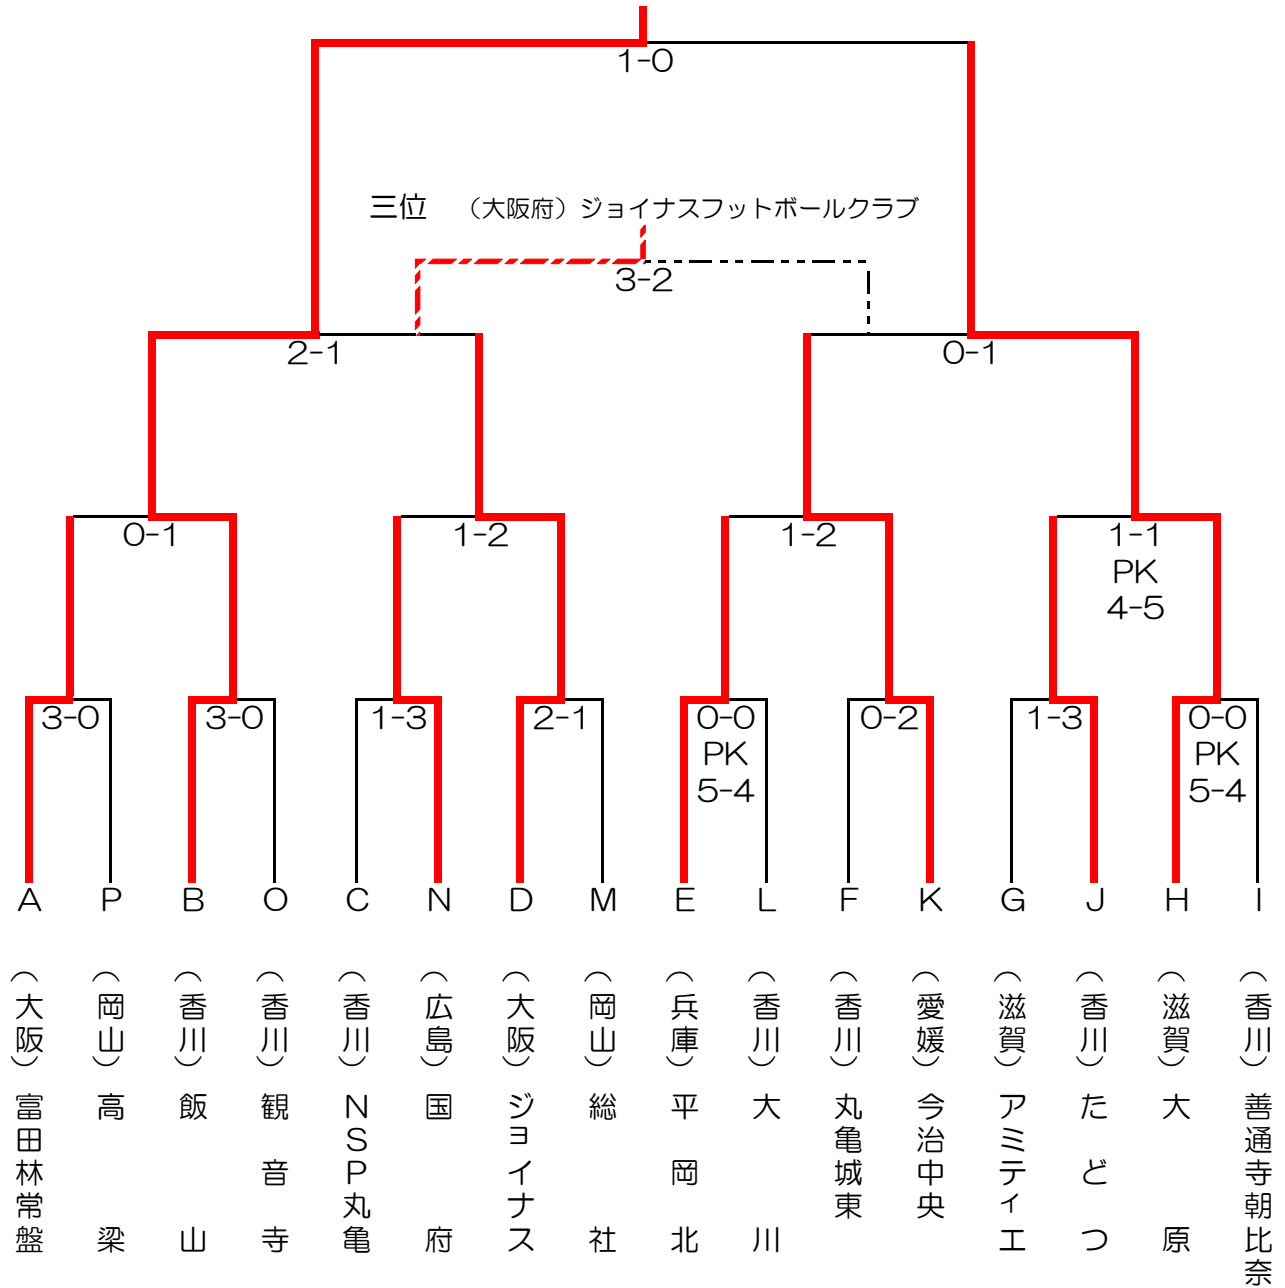 1-0
三位　（大阪府）ジョイナスフットボールクラブ
3-2
2-1
0-1
0-1
1-2
1-2
1-1
PK
4-5
3-0
3-0
1-3
2-1
0-0
PK
5-4
0-2
1-3
0-0
PK
5-4
A
P
B
O
C
N
D
M
E
L
F
K
G
J
H
I
（大阪）富田林常盤
（岡山）高梁
（香川）飯山
（香川）観音寺
（香川）NSP丸亀
（広島）国府
（大阪）ジョイナス
（岡山）総社
（兵庫）平岡北
（香川）大川
（香川）丸亀城東
（愛媛）今治中央
（滋賀）アミティエ
（香川）たどつ
（滋賀）大原
（香川）善通寺朝比奈